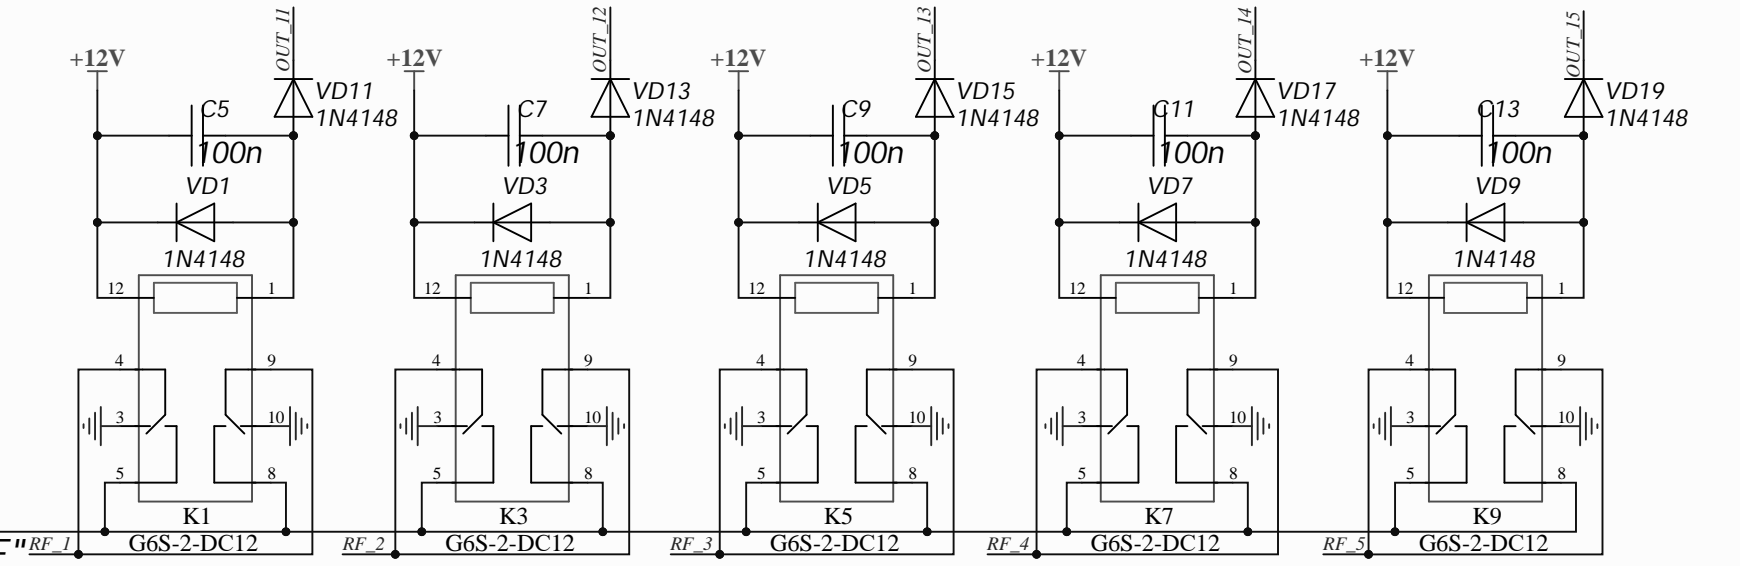 OUT_11
OUT_12
OUT_13
OUT_14
OUT_15
+12V
+12V
+12V
+12V
+12V
VD11
1N4148
VD13
1N4148
VD15
1N4148
VD17
1N4148
VD19
1N4148
C5
100n
C7
100n
C9
100n
C11
100n
C13
100n
VD1
1N4148
VD3
1N4148
VD5
1N4148
VD7
1N4148
VD9
1N4148
12 1
12 1
12 1
12 1
12 1
4 9
4 9
4 9
4 9
4 9
3 10
3 10
3 10
3 10
3 10
5 8
5 8
5 8
5 8
5 8
K1
K3
K5
K7
K9
RF_1
G6S-2-DC12
RF_2
G6S-2-DC12
RF_3
G6S-2-DC12
RF_4
G6S-2-DC12
RF_5
G6S-2-DC12